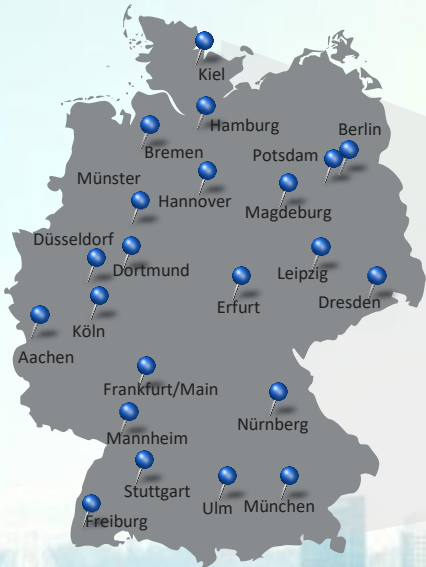 Kiel
Hamburg
Berlin
Bremen
Potsdam
Münster
Hannover
Magdeburg
Düsseldorf
Dortmund
Leipzig
Erfurt
Dresden
Köln
Aachen
Frankfurt/Main
Nürnberg
Mannheim
Stuttgart
Ulm
München
Freiburg